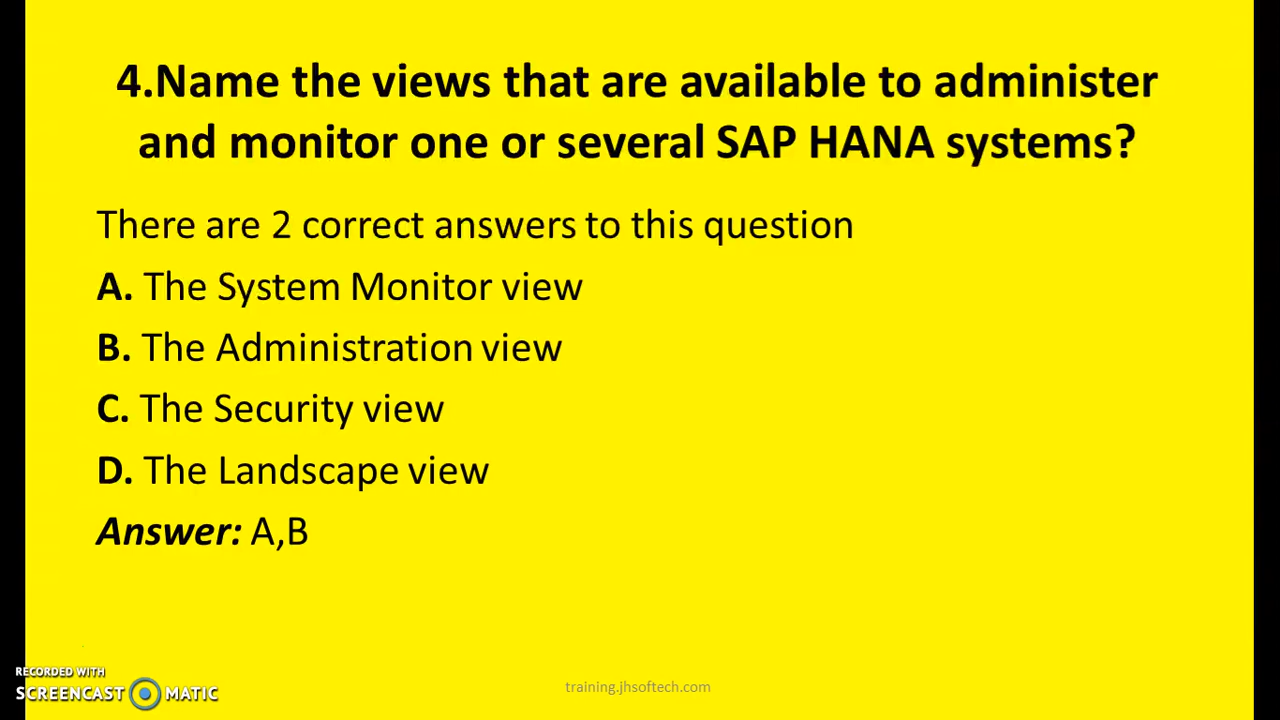 4.Name the views that are available to administer
and monitor one or several SAP HANA systems?
There are 2 correct answers to this question
A. The System Monitor view
B. The Administration view
C. The Security view
D. The Landscape view
Answer: A,B
RECORDED WITH
SCREENCAST MATIC
training.jhsoftech.com